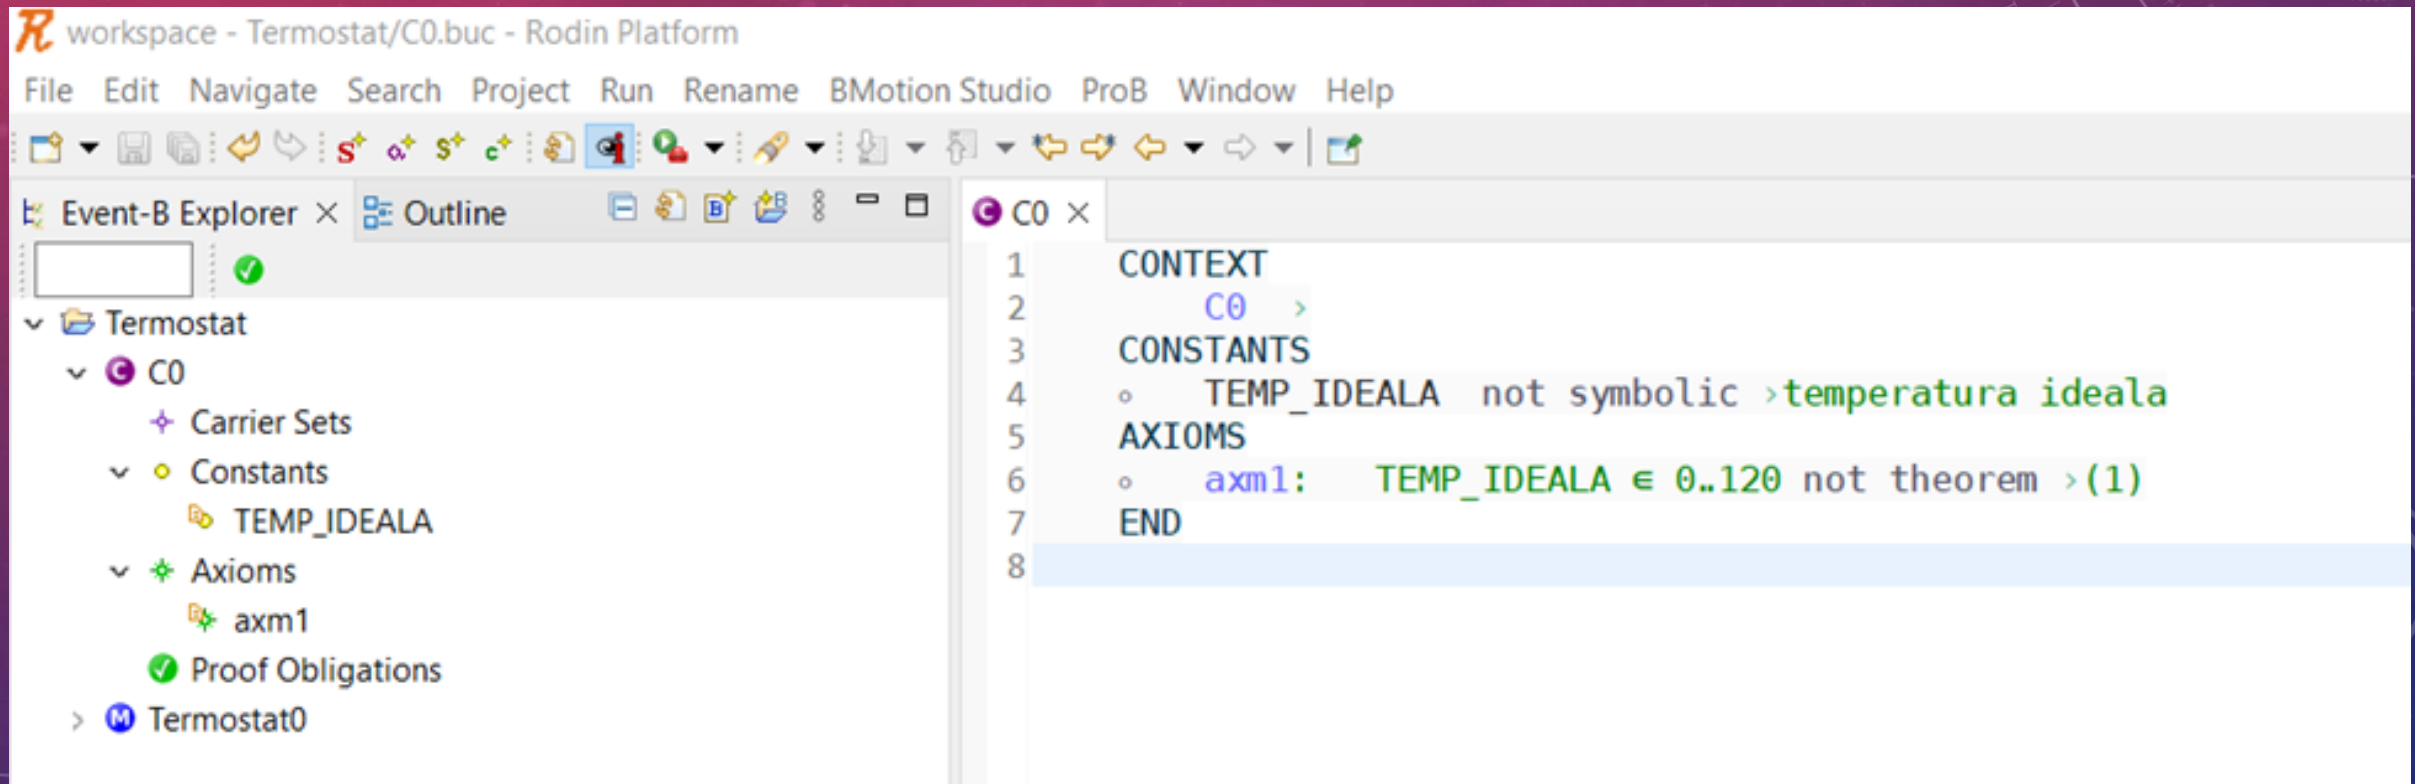 workspace - Termostat/C0.buc - Rodin Platform
File Edit Navigate Search Project Run Rename BMotion Studio ProB Window Help
Event-B Explorer Outline
Termostat
C0
Carrier Sets
Constants
TEMP_IDEALA
Axioms
axm1
Proof Obligations
Termostat0
C0
1 CONTEXT
2 C0 ›
3 CONSTANTS
4 ◦ TEMP_IDEALA not symbolic ›temperatura ideala
5 AXIOMS
6 ◦ axm1: TEMP_IDEALA ∈ 0‥120 not theorem ›(1)
7 END
8